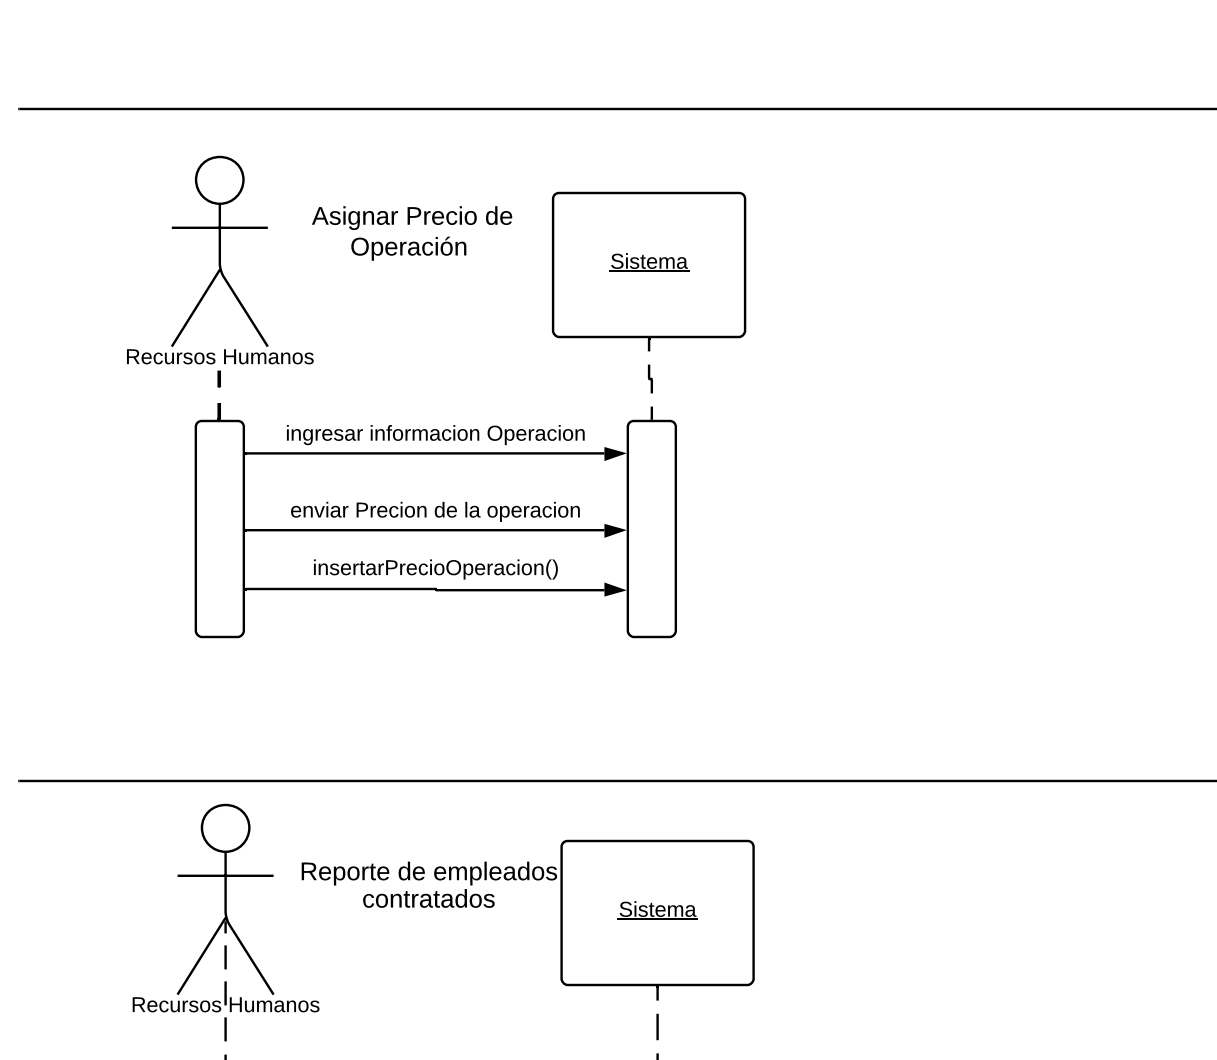 Asignar Precio de
Operación
Sistema
Recursos Humanos
ingresar informacion Operacion
enviar Precion de la operacion
insertarPrecioOperacion()
Reporte de empleados
contratados
Sistema
Recursos Humanos